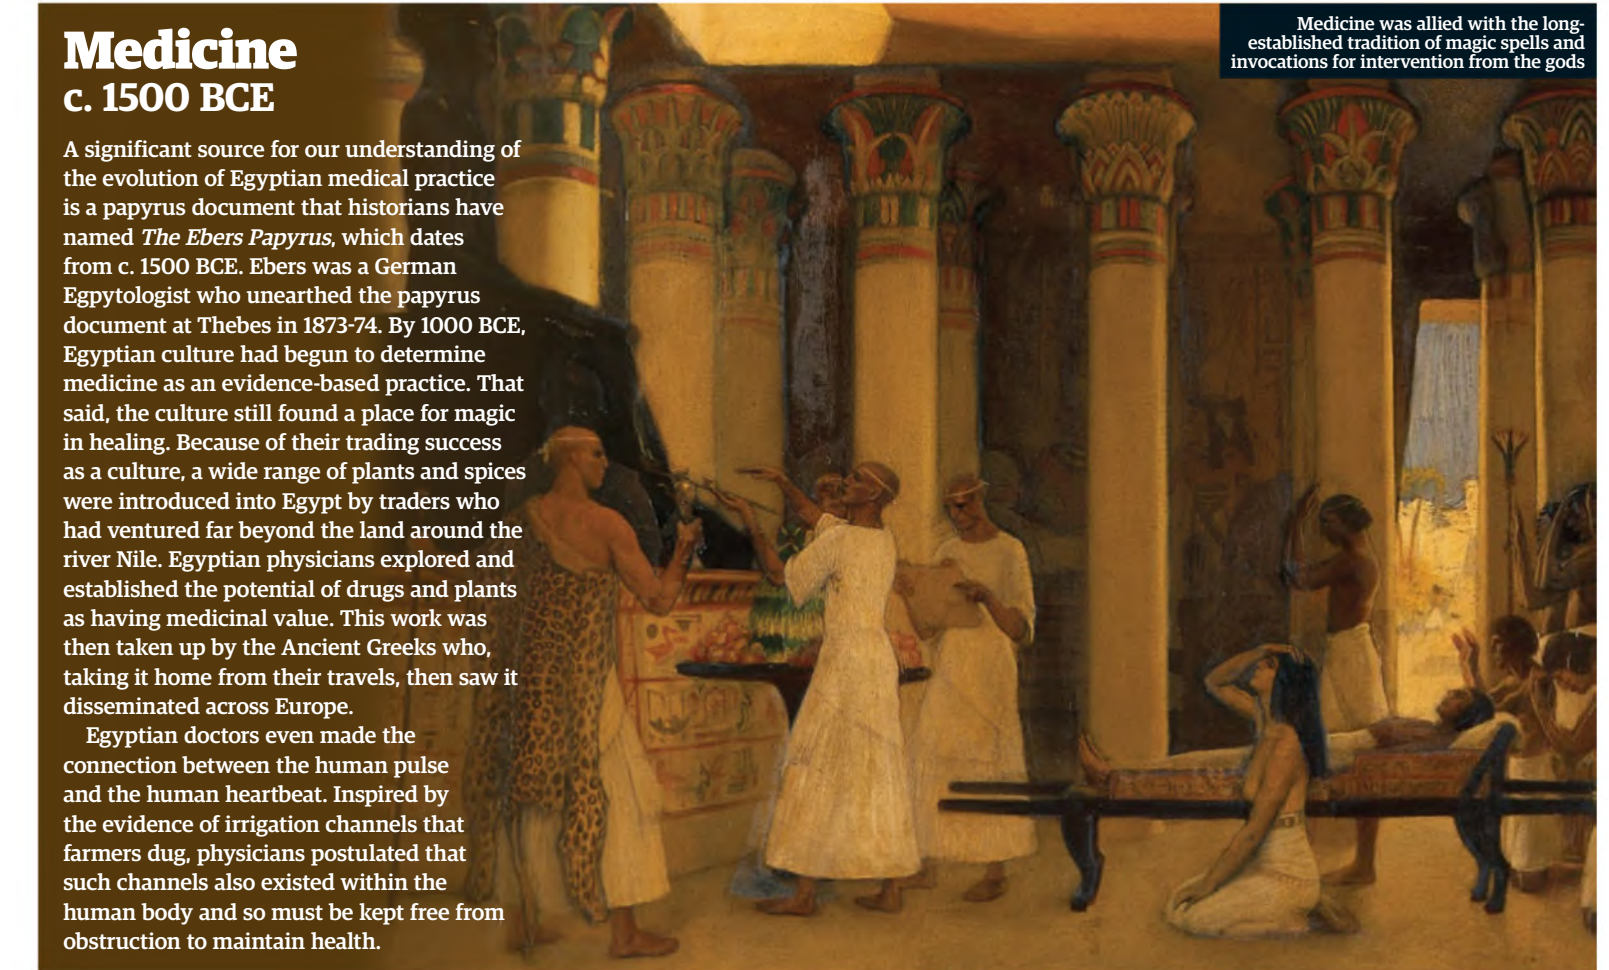 Medicine
c. 1500 BCE
A significant source for our understanding of
the evolution of Egyptian medical practice
is a papyrus document that historians have
named The Ebers Papyrus, which dates
from c. 1500 BCE. Ebers was a German
Egpytologist who unearthed the papyrus
document at Thebes in 1873-74. By 1000 BCE,
Egyptian culture had begun to determine
medicine as an evidence-based practice. That
said, the culture still found a place for magic
in healing. Because of their trading success
as a culture, a wide range of plants and spices
were introduced into Egypt by traders who
had ventured far beyond the land around the
river Nile. Egyptian physicians explored and
established the potential of drugs and plants
as having medicinal value. This work was
then taken up by the Ancient Greeks who,
taking it home from their travels, then saw it
disseminated across Europe.
Egyptian doctors even made the
connection between the human pulse
and the human heartbeat. Inspired by
the evidence of irrigation channels that
farmers dug, physicians postulated that
such channels also existed within the
human body and so must be kept free from
obstruction to maintain health.
Medicine was allied with the long-
established tradition of magic spells and
invocations for intervention from the gods